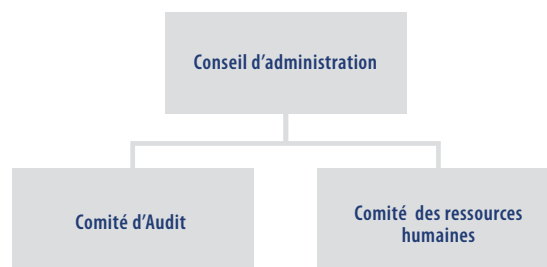 Conseil d’administration
Comité d’Audit
Comité des ressources
humaines